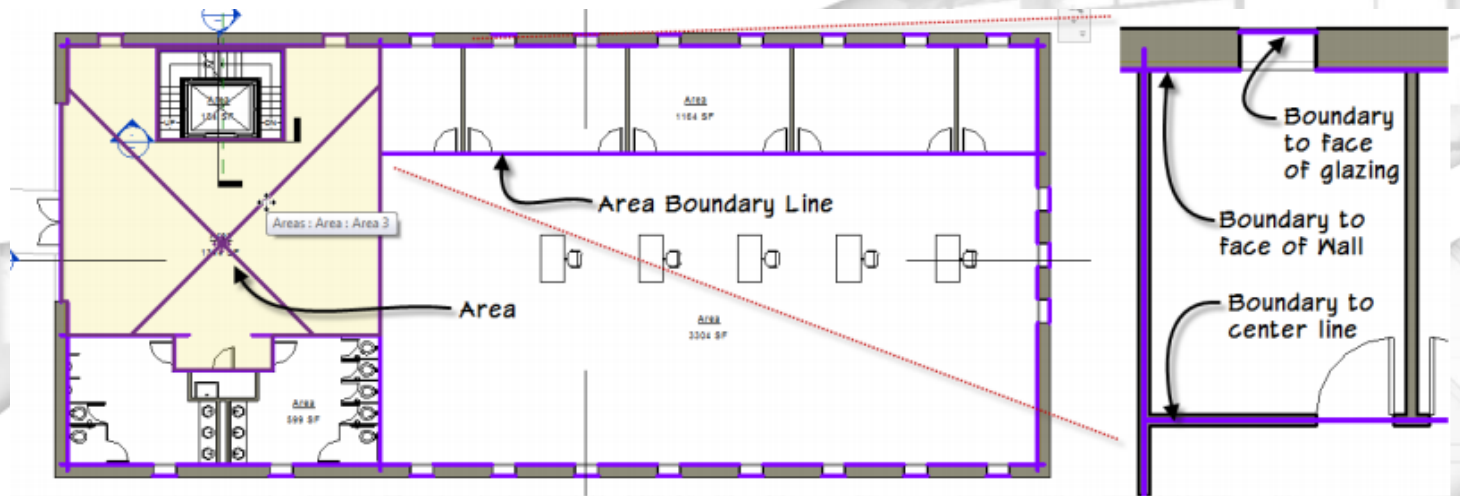 Area
Area
1164 SF
Area Boundary Line
Areas : Area : Area 3
Area
Area
3304 SF
Area
599 SF
Boundary
to face
of glazing
Boundary to
face of Wall
Boundary to
center line